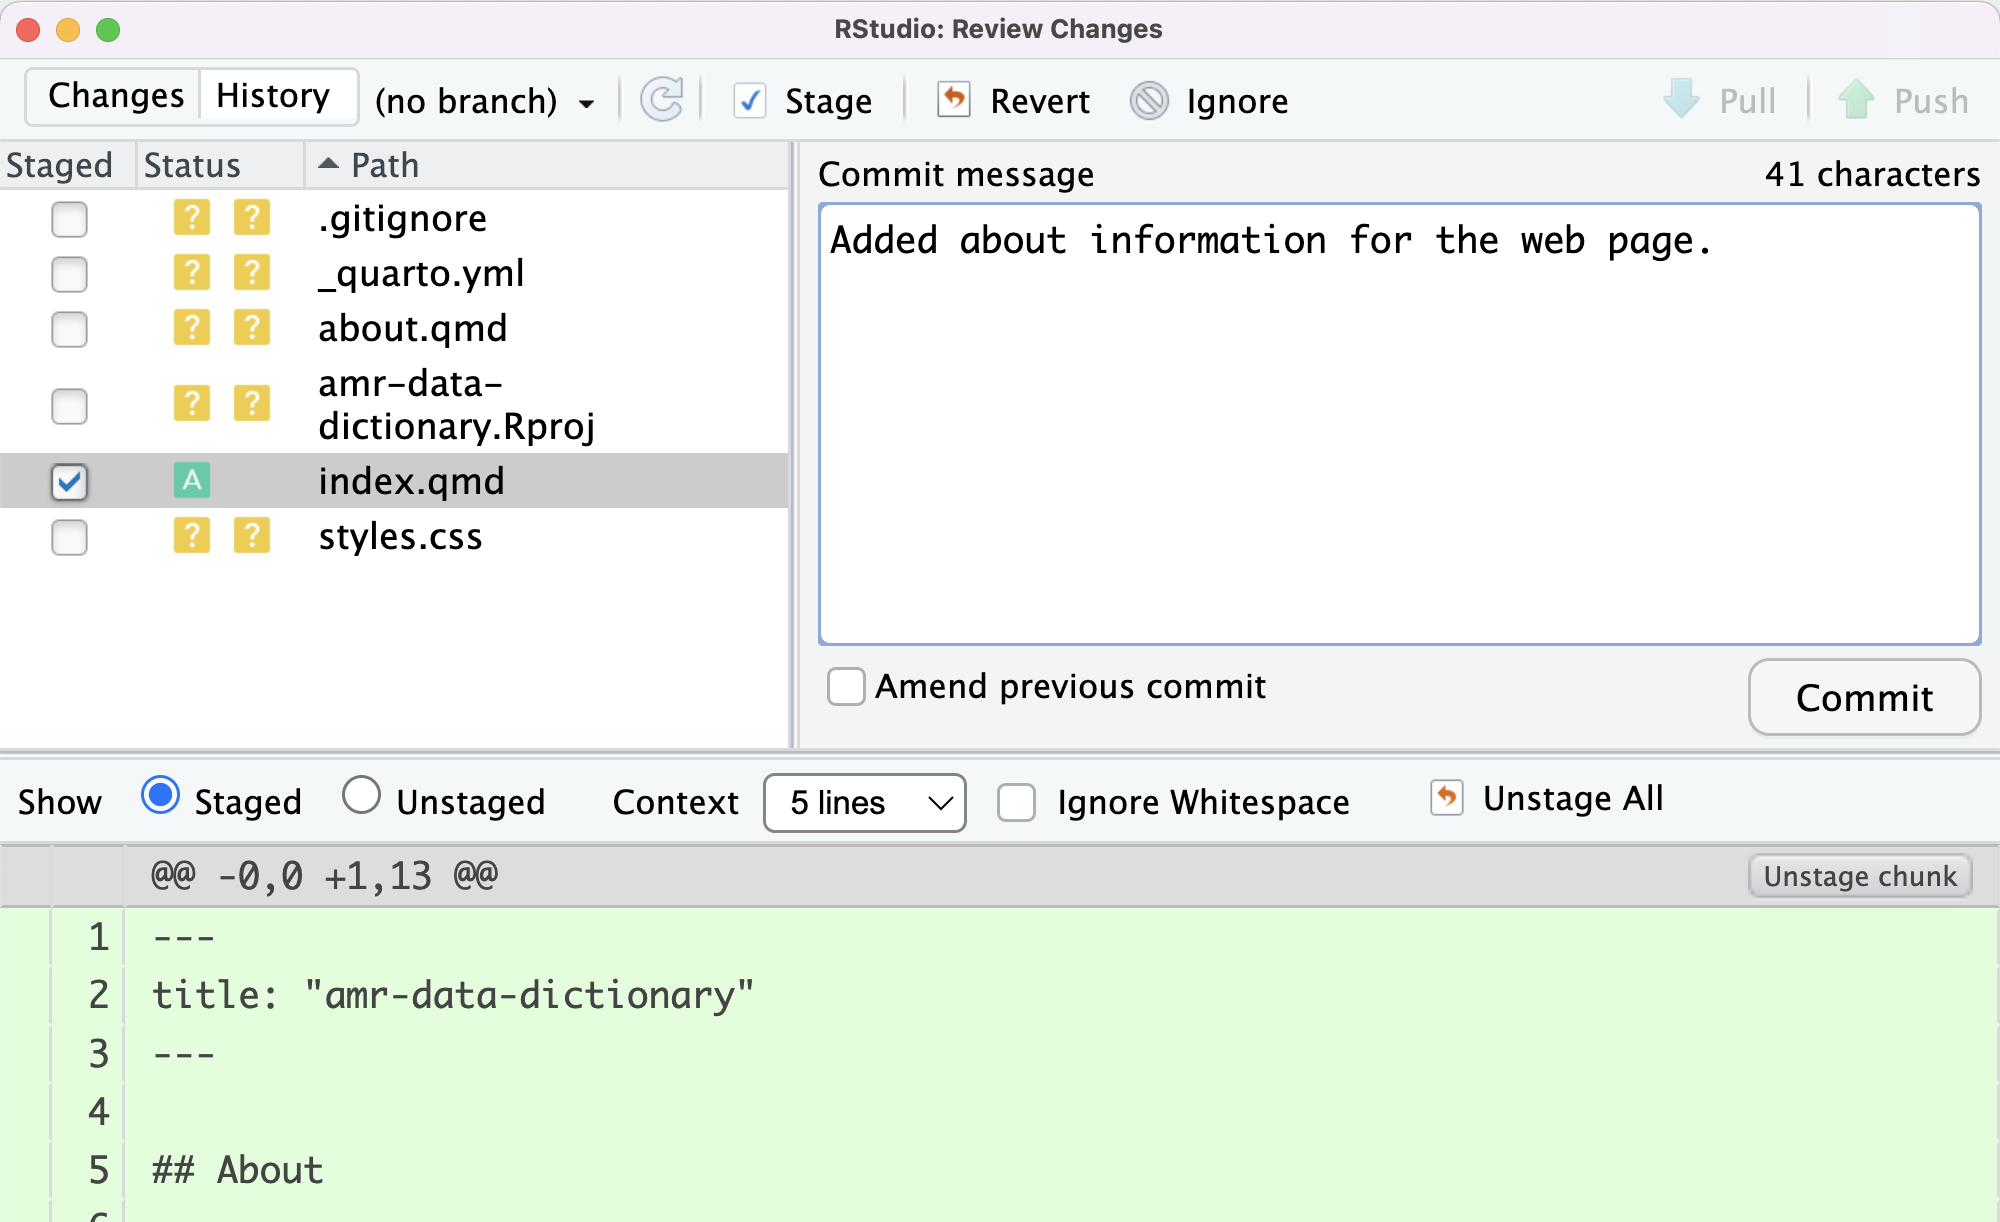 RStudio: Review Changes
Changes History (no branch) Stage Revert Ignore Pull Push
Staged Status Path
? ? .gitignore
? ? _quarto.yml
? ? about.qmd
? ? amr-data-
dictionary.Rproj
A index.qmd
? ? styles.css
Commit message 41 characters
Added about information for the web page.
Amend previous commit Commit
Show Staged Unstaged Context 5 lines Ignore Whitespace Unstage All
@@ -0,0 +1,13 @@ Unstage chunk
1 ---
2 title: "amr-data-dictionary"
3 ---
4
5 ## About